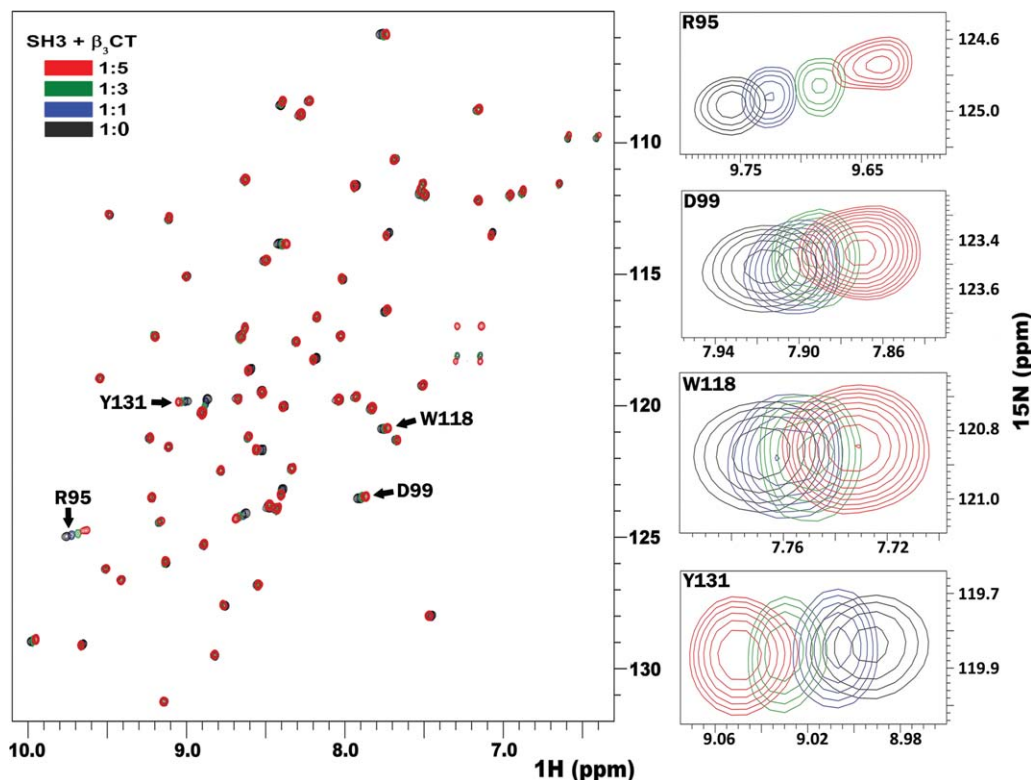 SH3 + β₃CT
1:5
1:3
1:1
1:0
Y131
W118
R95
D99
110
115
120
125
130
10.0 9.0 8.0 7.0
1H (ppm)
R95
124.6
125.0
9.75 9.65
D99
123.4
123.6
7.94 7.90 7.86
W118
120.8
121.0
7.76 7.72
Y131
119.7
119.9
9.06 9.02 8.98
15N (ppm)